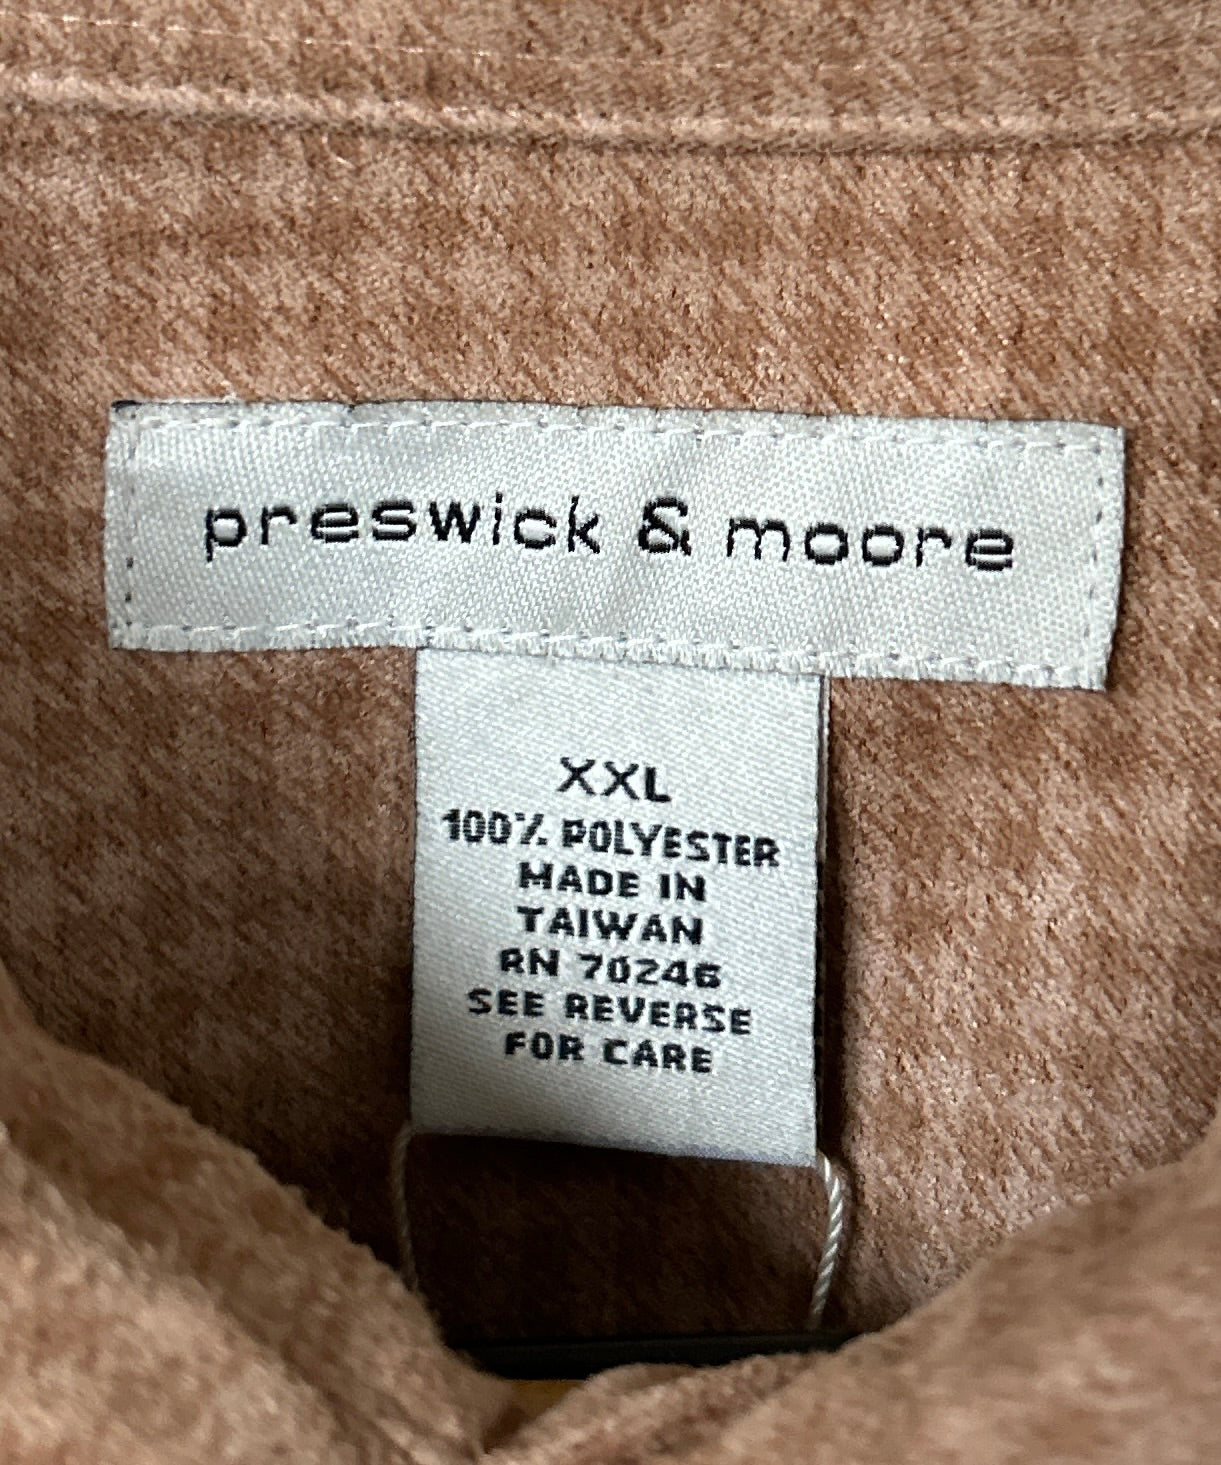 preswick & moore
XXL
100% POLYESTER
MADE IN
TAIWAN
RN 70246
SEE REVERSE
FOR CARE